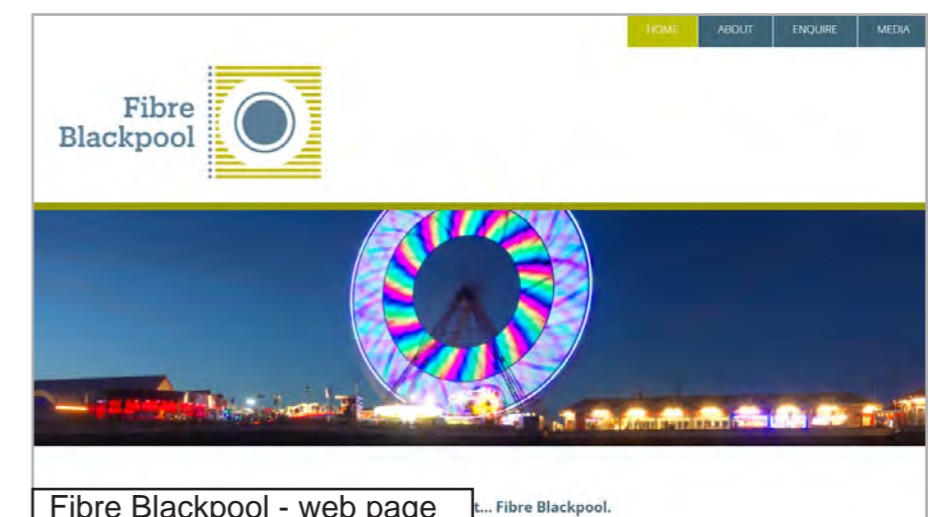 HOME ABOUT ENQUIRE MEDIA
Fibre
Blackpool
t... Fibre Blackpool.
Fibre Blackpool - web page